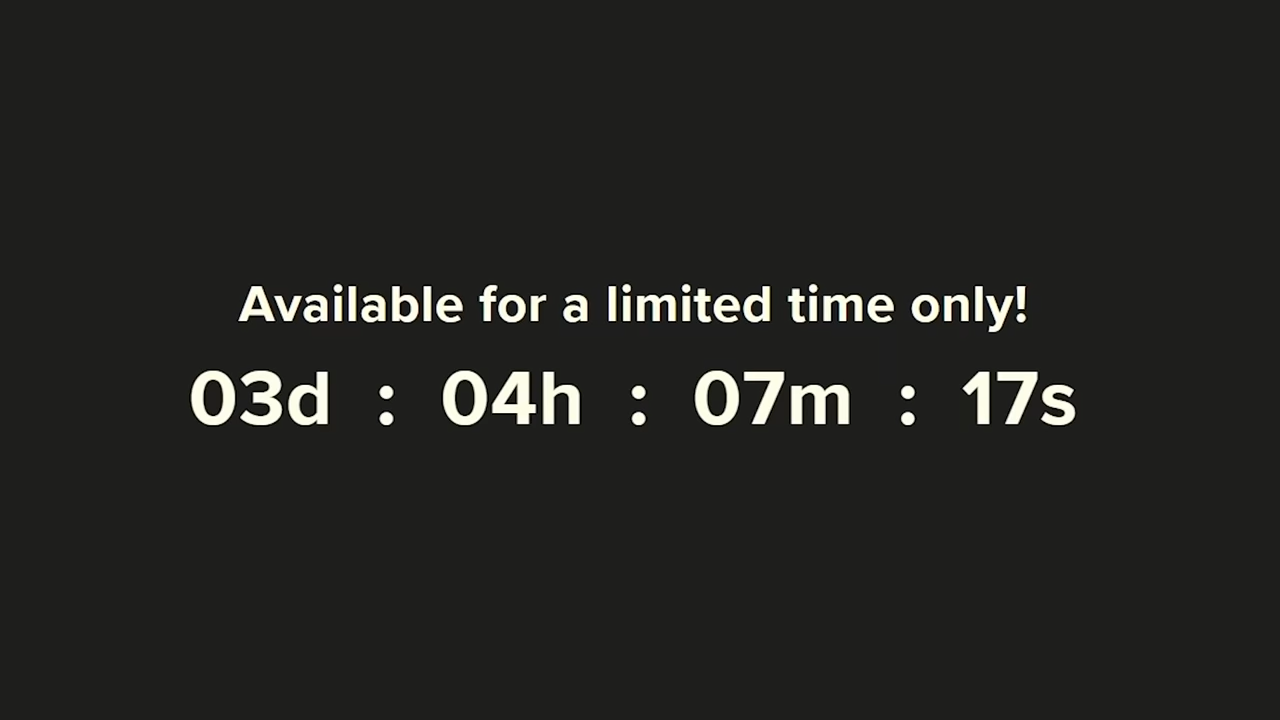 Available for a limited time only!
03d : 04h : 07m : 17s